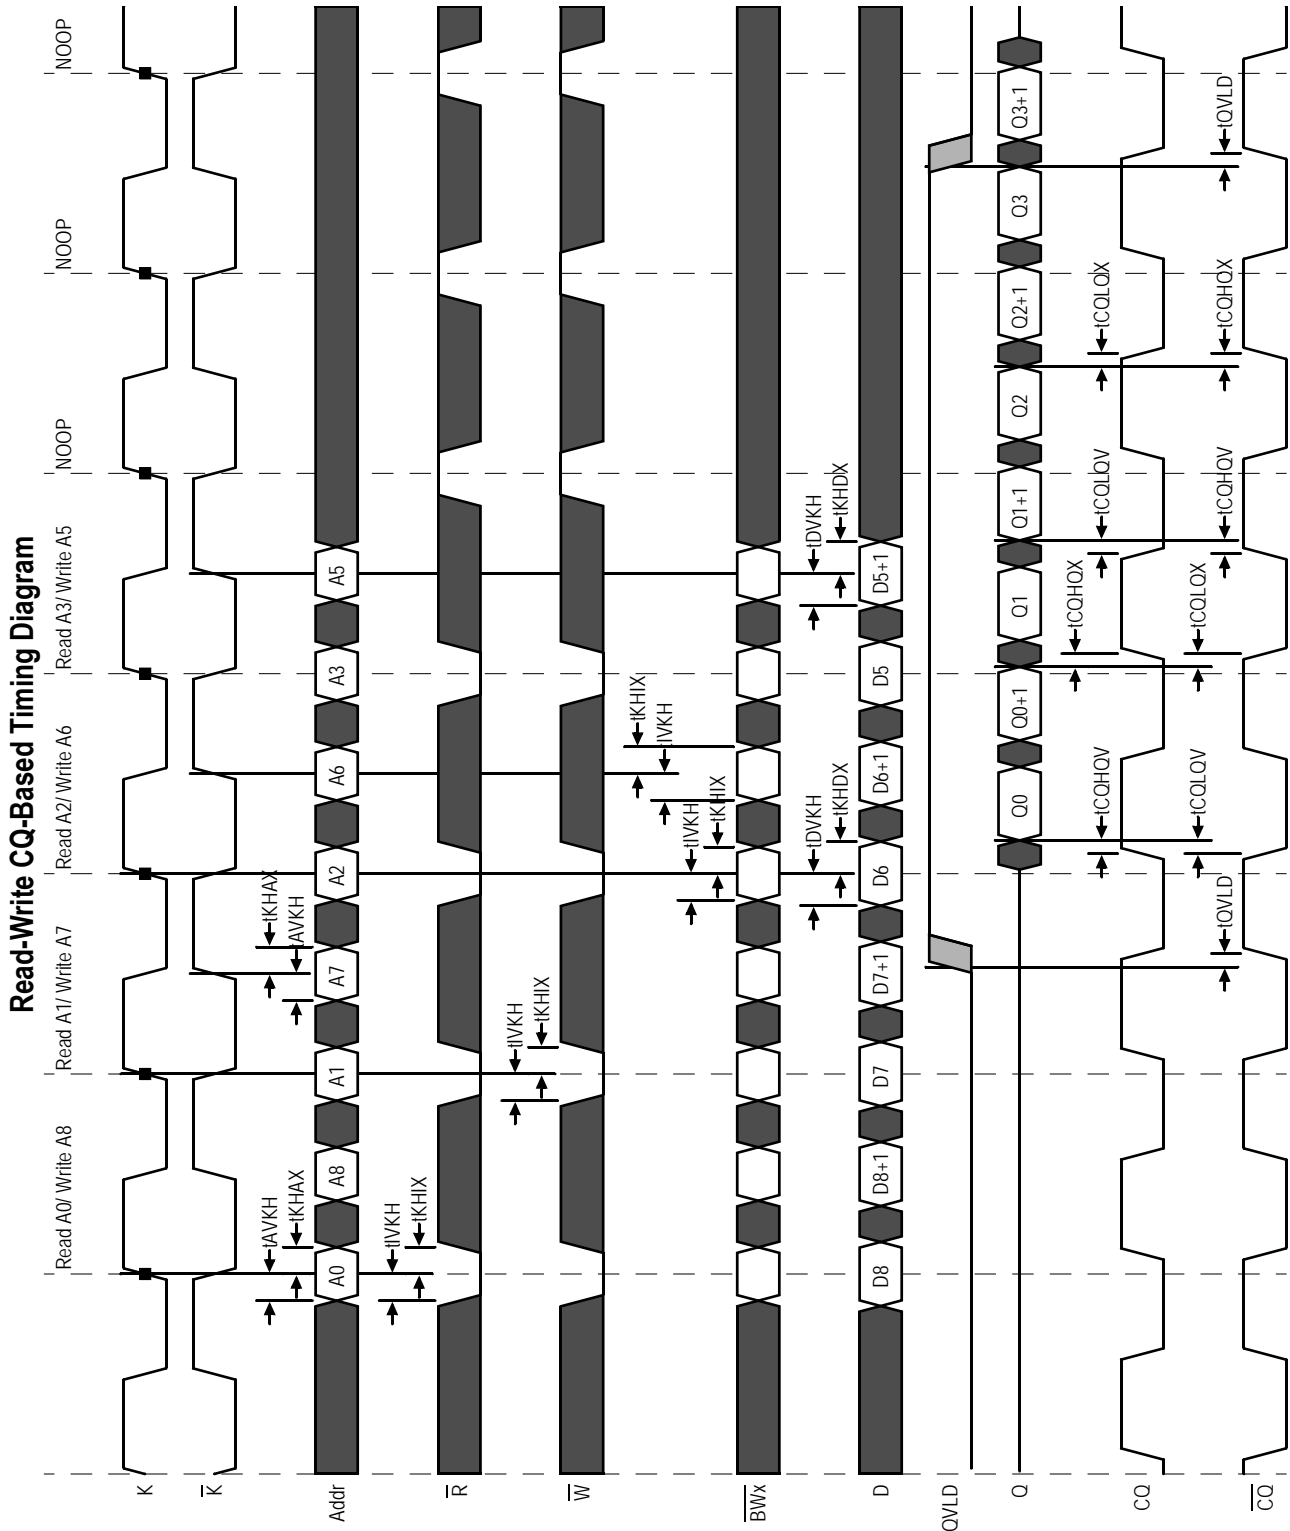 Read-Write CQ-Based Timing Diagram
Read A0/ Write A8 Read A1/ Write A7 Read A2/ Write A6 Read A3/ Write A5 NOOP NOOP NOOP
K
K̅
tAVKH tKHAX
tKHAX tAVKH
Addr A0 A8 A1 A7 A2 A6 A3 A5
tIVKH
tKHIX
R̅
tIVKH
tKHIX
W̅
tKHIX
tIVKH
tIVKH
tKHIX
B̅W̅x̅
tDVKH tDVKH
tKHDX tKHDX
D D8 D8+1 D7 D7+1 D6 D6+1 D5 D5+1
QVLD
Q Q0 Q0+1 Q1 Q1+1 Q2 Q2+1 Q3 Q3+1
tCQHQX
tCQHQV tCQLQV tCQLQX
CQ
tCQLQV tCQLQX
tQVLD tCQHQV tCQHQX tQVLD
C̅Q̅